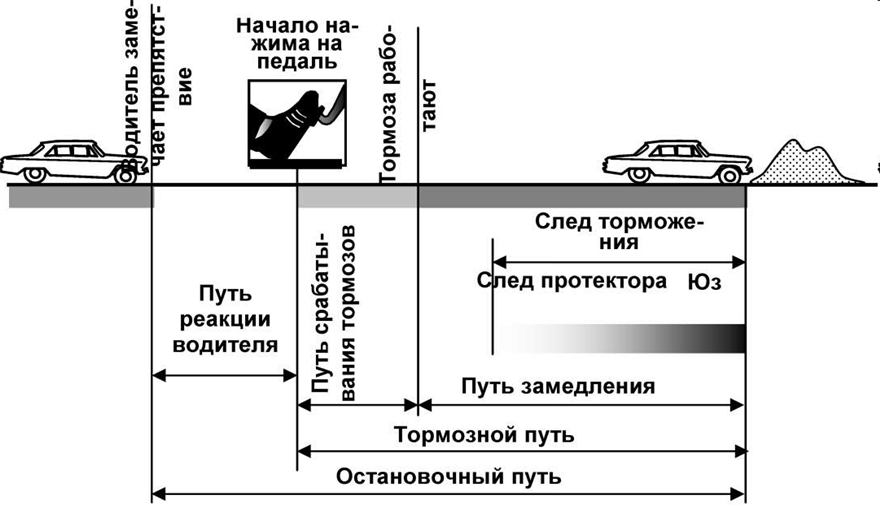 Водитель заме-
чает препятст-
вие
Начало на-
жима на
педаль
Тормоза рабо-
тают
След торможе-
ния
След протектора Юз
Путь
реакции
водителя
Путь срабаты-
вания тормозов
Путь замедления
Тормозной путь
Остановочный путь